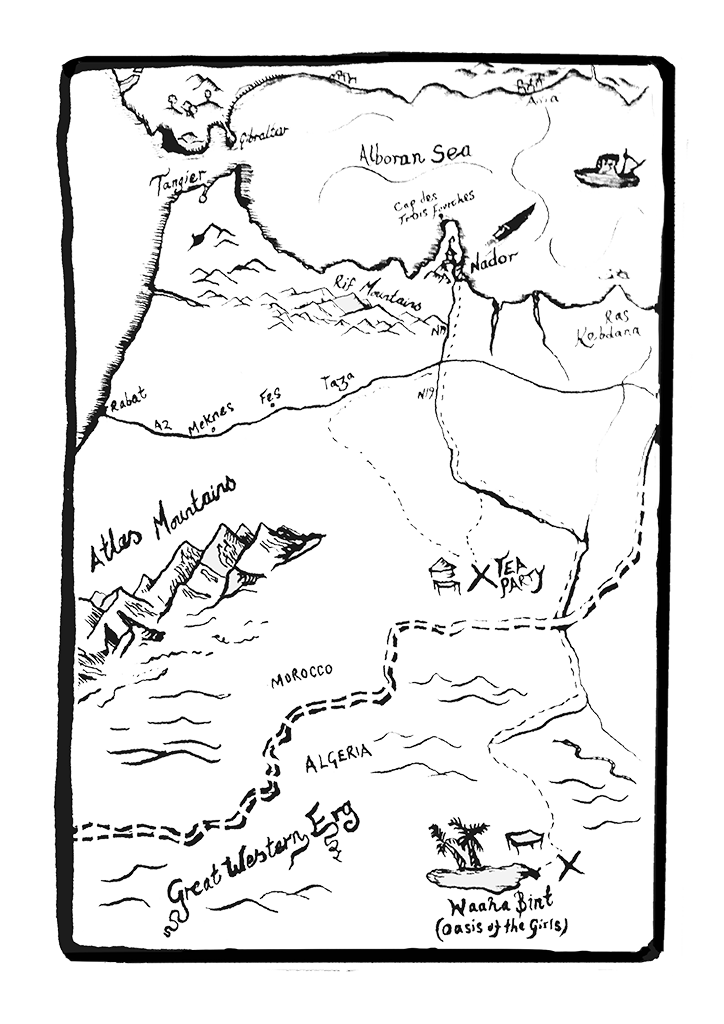 Gibraltar
Adra
Alboran Sea
Tangier
Cap des
Trois Fourches
Nador
Rif Mountains
Ras
Kebdana
N19
Taza
Fes
Rabat
A2
Meknes
N19
Atlas Mountains
TEA
PARTY
MOROCCO
ALGERIA
Great Western Erg
Waaha Bint
(Oasis of the Girls)